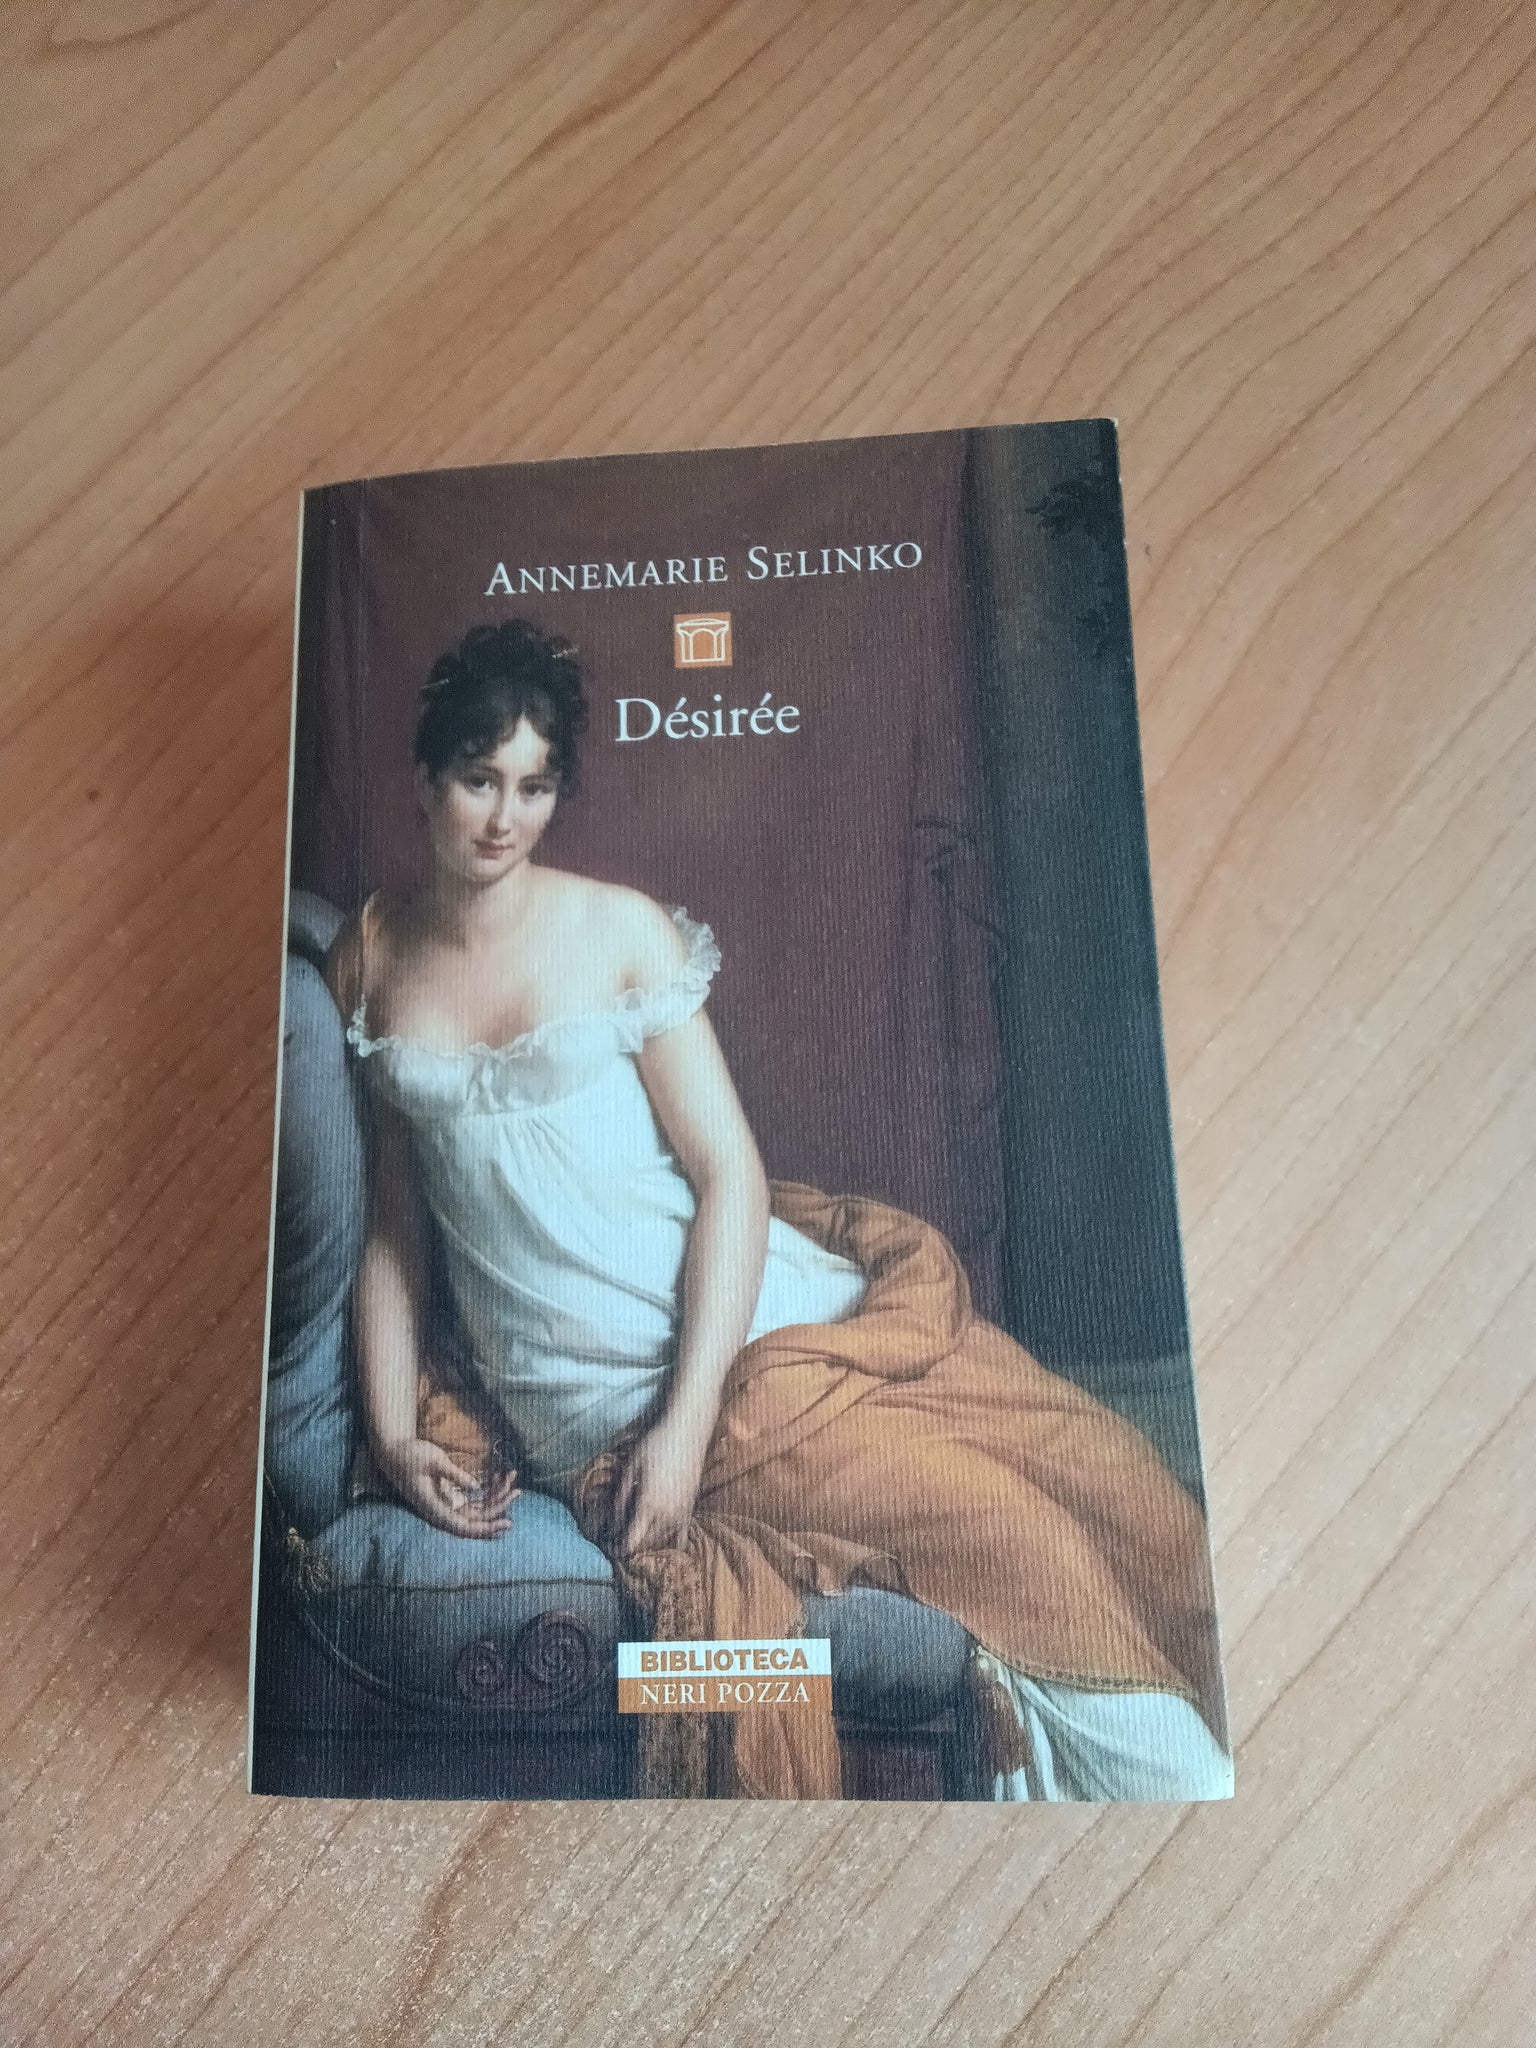 ANNEMARIE SELINKO
Désirée
BIBLIOTECA
NERI POZZA